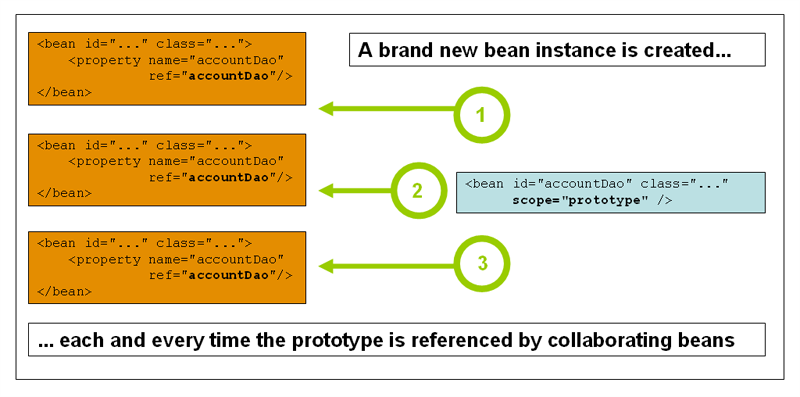 <bean id="..." class="...">
<property name="accountDao"
ref="accountDao"/>
</bean>
A brand new bean instance is created...
1
<bean id="..." class="...">
<property name="accountDao"
ref="accountDao"/>
</bean>
2
<bean id="accountDao" class="..."
scope="prototype" />
<bean id="..." class="...">
<property name="accountDao"
ref="accountDao"/>
</bean>
3
... each and every time the prototype is referenced by collaborating beans